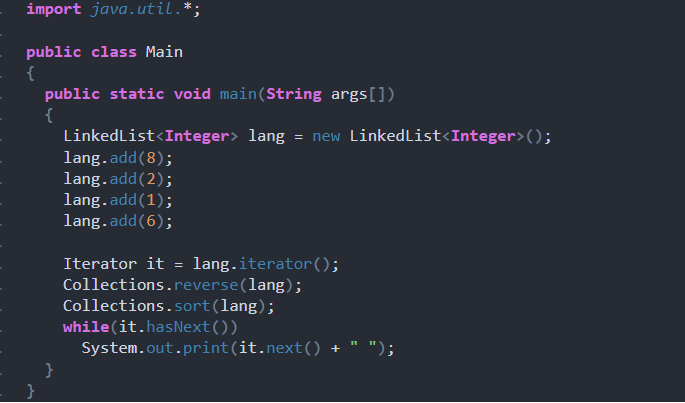 import java.util.*;
public class Main
{
public static void main(String args[])
{
LinkedList<Integer> lang = new LinkedList<Integer>();
lang.add(8);
lang.add(2);
lang.add(1);
lang.add(6);
Iterator it = lang.iterator();
Collections.reverse(lang);
Collections.sort(lang);
while(it.hasNext())
System.out.print(it.next() + " ");
}
}